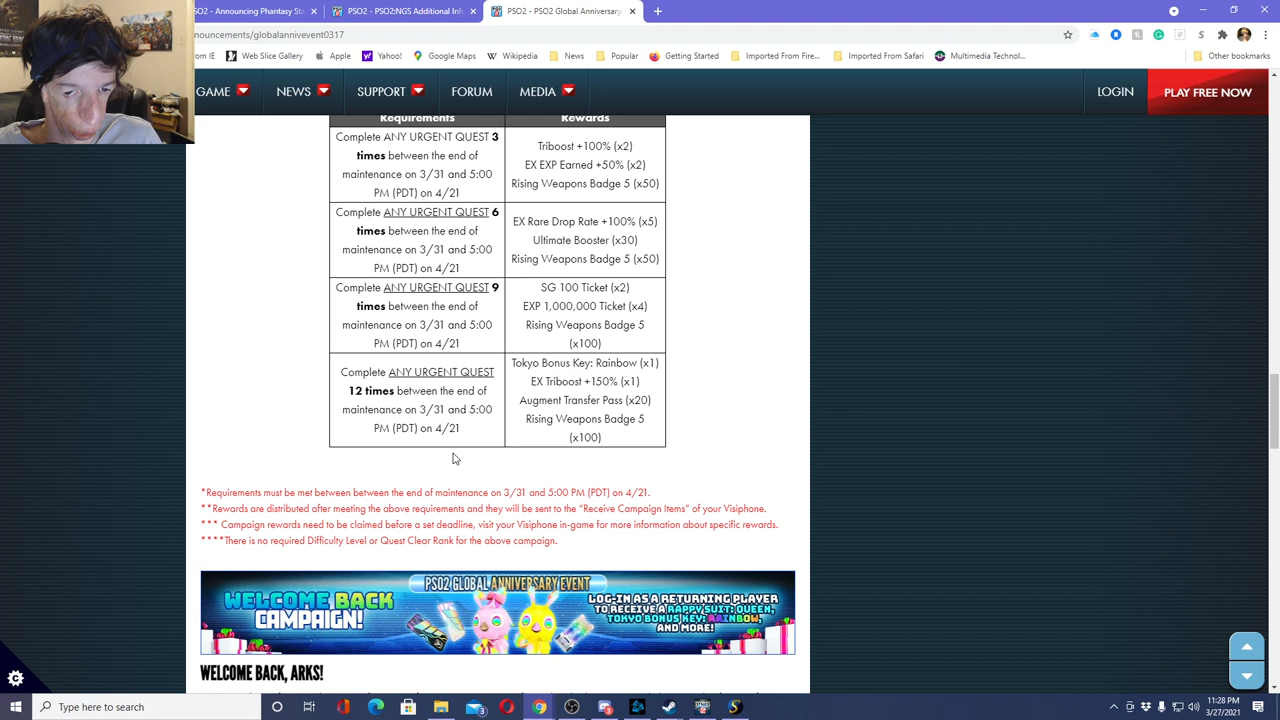 SO2 - Announcing Phantasy Sta
PSO2 - Global Infe
PSO2 - Global Anniversary Event
nnouncements/globalannivevent0317
om IE
Web Slice Gallery
Apple
Yahoo!
Google Maps
Wikipedia
News
Popular
Getting Started
Imported From Fire...
Imported From Safari
Multimedia Technol...
Other bookmarks
GAME
NEWS
SUPPORT
FORUM
MEDIA
LOGIN
PLAY FREE NOW
Requirements
Rewards
Complete ANY URGENT QUEST 3
times between the end of
maintenance on 3/31 and 5:00
PM (PDT) on 4/21
Triboost +100% (x2)
EX EXP Earned +50% (x2)
Rising Weapons Badge 5 (x50)
Complete ANY URGENT QUEST 6
times between the end of
maintenance on 3/31 and 5:00
PM (PDT) on 4/21
EX Rare Drop Rate +100% (x5)
Ultimate Booster (x30)
Rising Weapons Badge 5 (x50)
Complete ANY URGENT QUEST 9
times between the end of
maintenance on 3/31 and 5:00
PM (PDT) on 4/21
SG 100 Ticket (x2)
EXP 1,000,000 Ticket (x4)
Rising Weapons Badge 5
(x100)
Complete ANY URGENT QUEST
12 times between the end of
maintenance on 3/31 and 5:00
PM (PDT) on 4/21
Tokyo Bonus Key: Rainbow (x1)
EX Triboost +150% (x1)
Augment Transfer Pass (x20)
Rising Weapons Badge 5
(x100)
*Requirements must be met between between the end of maintenance on 3/31 and 5:00 PM (PDT) on 4/21.
**Rewards are distributed after meeting the above requirements and they will be sent to the “Receive Campaign Items” of your Visiphone.
*** Campaign rewards need to be claimed before a set deadline, visit your Visiphone in-game for more information about specific rewards.
****There is no required Difficulty Level or Quest Clear Rank for the above campaign.
PSO2 GLOBAL ANNIVERSARY EVENT
WELCOME BACK
CAMPAIGN!
LOG-IN AS A RETURNING PLAYER
TO RECEIVE A RAPPY SUIT: QUEEN,
TOKYO BONUS KEY: RAINBOW,
AND MORE!
WELCOME BACK, ARKS!
Type here to search
11:28 PM
3/27/2021